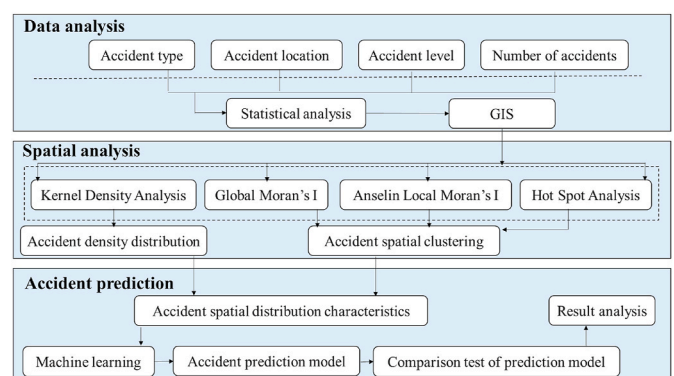 Data analysis
Accident type
Accident location
Accident level
Number of accidents
Statistical analysis
GIS
Spatial analysis
Kernel Density Analysis
Global Moran's I
Anselin Local Moran's I
Hot Spot Analysis
Accident density distribution
Accident spatial clustering
Accident prediction
Accident spatial distribution characteristics
Result analysis
Machine learning
Accident prediction model
Comparison test of prediction model